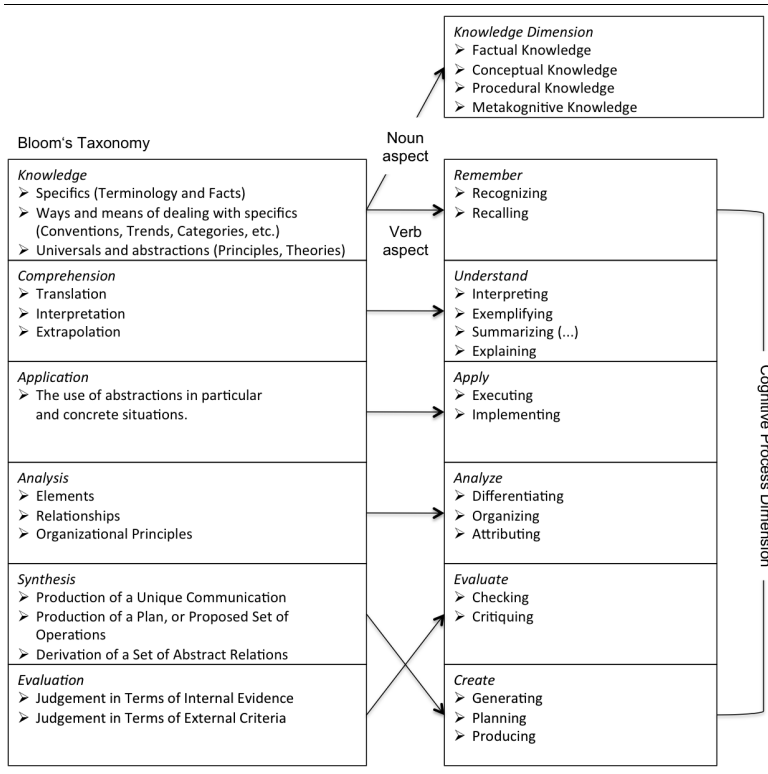 Knowledge Dimension
➢ Factual Knowledge
➢ Conceptual Knowledge
➢ Procedural Knowledge
➢ Metakognitive Knowledge
Bloom‘s Taxonomy
Noun
aspect
Verb
aspect
Knowledge
➢ Specifics (Terminology and Facts)
➢ Ways and means of dealing with specifics
(Conventions, Trends, Categories, etc.)
➢ Universals and abstractions (Principles, Theories)
Comprehension
➢ Translation
➢ Interpretation
➢ Extrapolation
Application
➢ The use of abstractions in particular
and concrete situations.
Analysis
➢ Elements
➢ Relationships
➢ Organizational Principles
Synthesis
➢ Production of a Unique Communication
➢ Production of a Plan, or Proposed Set of
Operations
➢ Derivation of a Set of Abstract Relations
Evaluation
➢ Judgement in Terms of Internal Evidence
➢ Judgement in Terms of External Criteria
Remember
➢ Recognizing
➢ Recalling
Understand
➢ Interpreting
➢ Exemplifying
➢ Summarizing (...)
➢ Explaining
Apply
➢ Executing
➢ Implementing
Analyze
➢ Differentiating
➢ Organizing
➢ Attributing
Evaluate
➢ Checking
➢ Critiquing
Create
➢ Generating
➢ Planning
➢ Producing
Cognitive Process Dimension